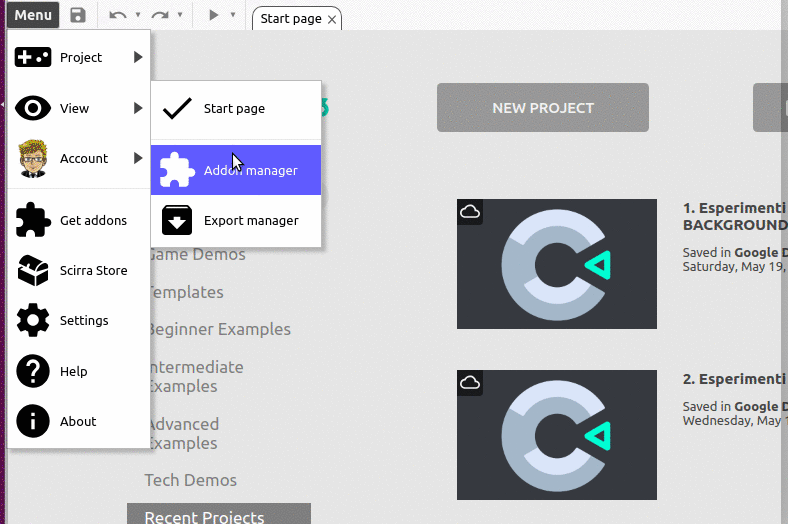 Menu
Start page
Project
View
Account
Get addons
Scirra Store
Settings
Help
About
Start page
Addon manager
Export manager
NEW PROJECT
Game Demos
Templates
Beginner Examples
Intermediate
Examples
Advanced
Examples
Tech Demos
Recent Projects
1. Esperimenti
BACKGROUND
Saved in Google D
Saturday, May 19,
2. Esperimenti
Saved in Google D
Wednesday, May 1